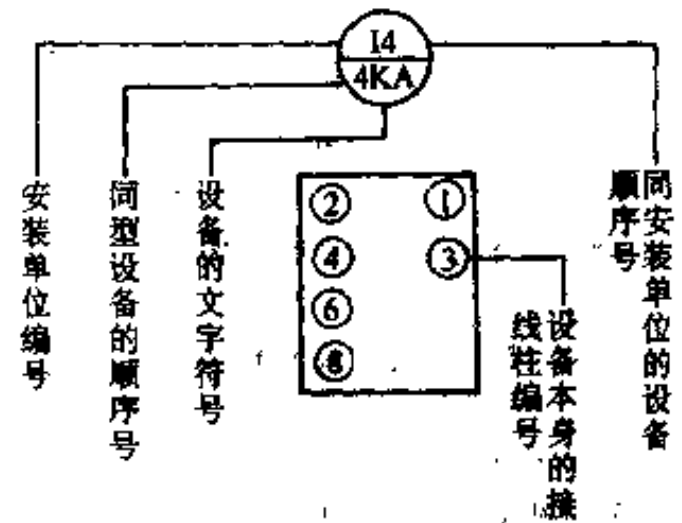 I4
4KA
安装单位编号
同型设备的顺序号
设备的文字符号
② ①
④ ③
⑥
⑧
设备本身的接
线柱编号
同安装单位的设备
顺序号